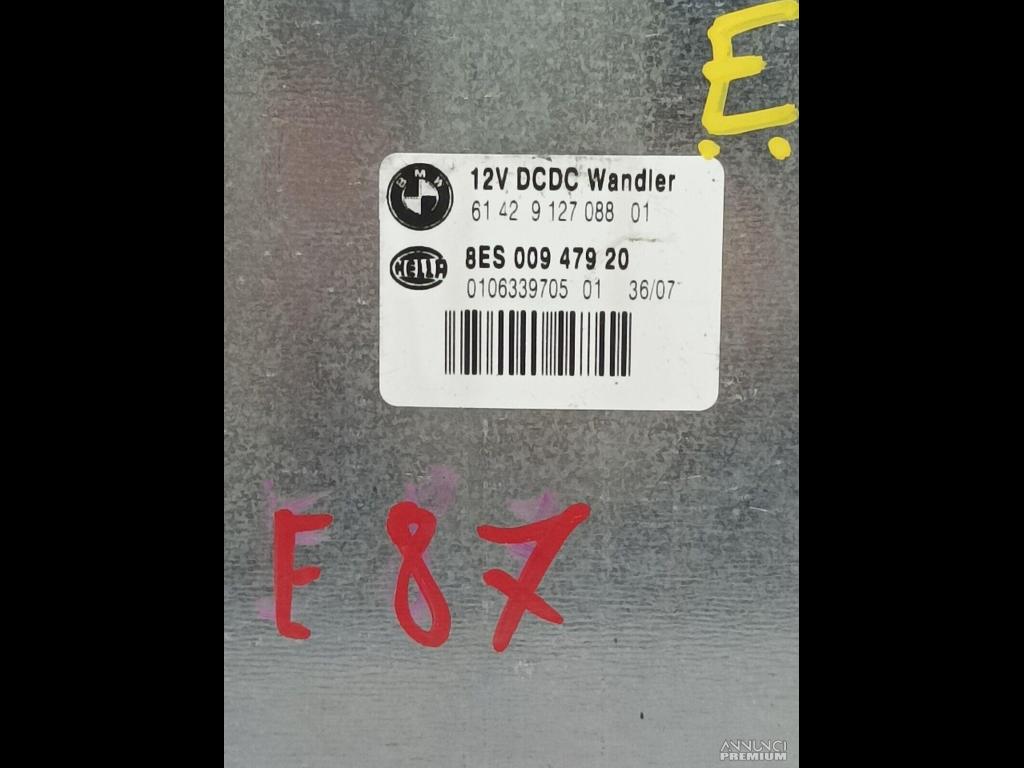 E
BMW
12V DCDC Wandler
61 42 9 127 088 01
HELLA
8ES 009 479 20
0106339705 01 36/07
E87
ANNUNCI
PREMIUM